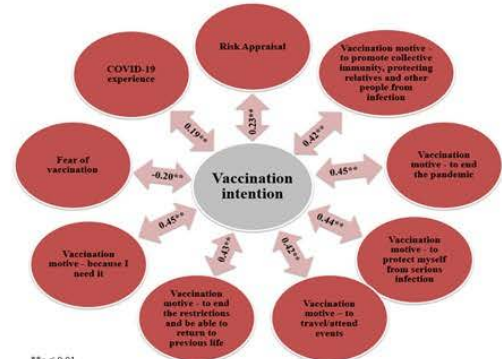 Risk Appraisal
0.23**
Vaccination motive -
to promote collective
immunity, protecting
relatives and other
people from
infection
0.42**
Vaccination
motive - to end
the pandemic
0.45**
Vaccination
motive - to
protect myself
from serious
infection
0.44**
Vaccination
motive – to
travel/attend
events
0.42**
Vaccination
motive - to end
the restrictions
and be able to
return to
previous life
0.43**
Vaccination
motive - because I
need it
0.45**
Fear of
vaccination
-0.20**
COVID-19
experience
0.19**
Vaccination
intention